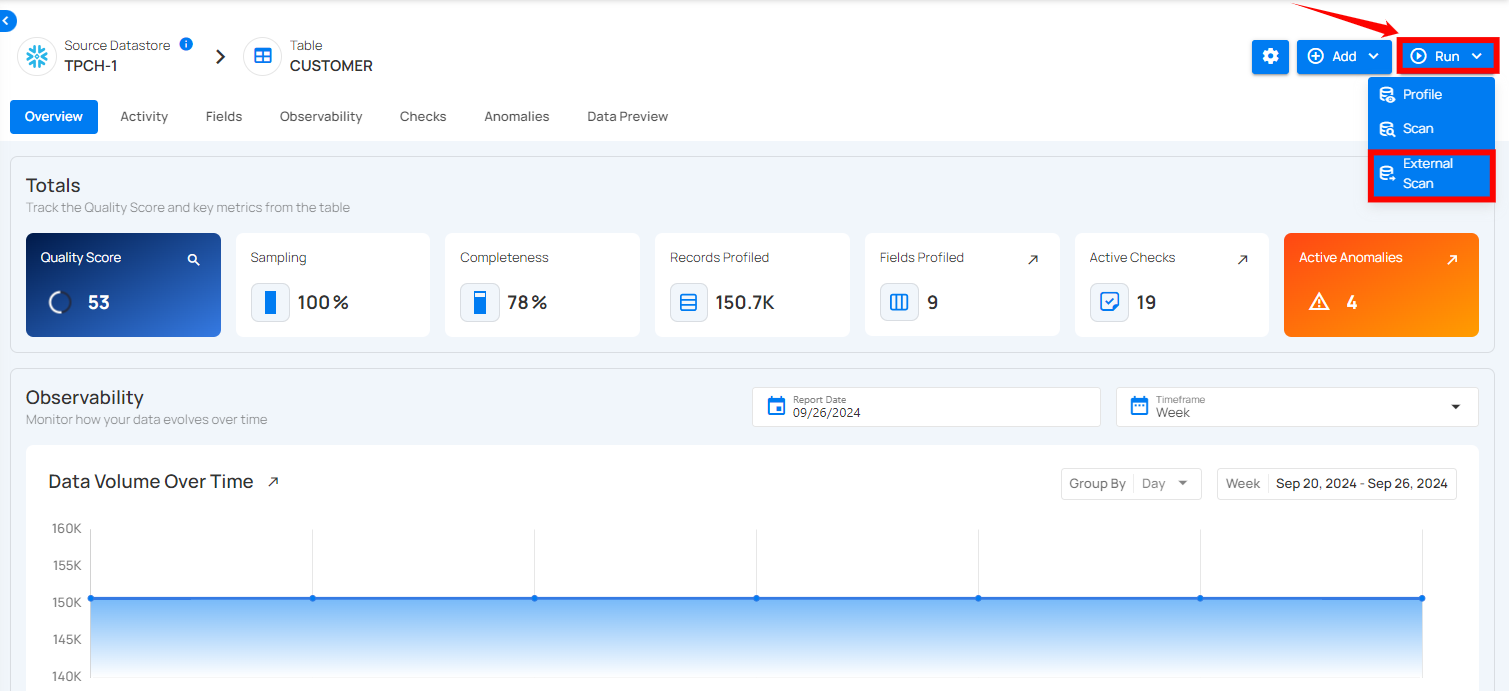 Source Datastore
TPCH-1
Table
CUSTOMER
Add
Run
Profile
Scan
External
Scan
Overview
Activity
Fields
Observability
Checks
Anomalies
Data Preview
Totals
Track the Quality Score and key metrics from the table
Quality Score
53
Sampling
100%
Completeness
78%
Records Profiled
150.7K
Fields Profiled
9
Active Checks
19
Active Anomalies
4
Observability
Monitor how your data evolves over time
Report Date
09/26/2024
Timeframe
Week
Data Volume Over Time
Group By Day
Week Sep 20, 2024 - Sep 26, 2024
160K
155K
150K
145K
140K